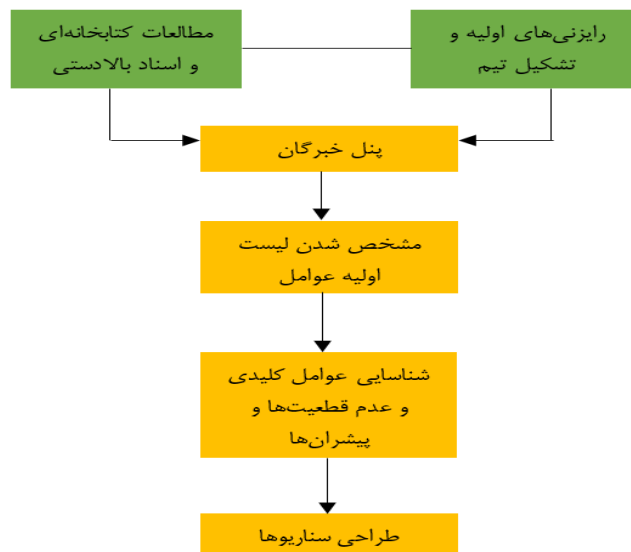 رایزنی‌های اولیه و
تشکیل تیم
مطالعات کتابخانه‌ای
و اسناد بالادستی
پنل خبرگان
مشخص شدن لیست
اولیه عوامل
شناسایی عوامل کلیدی
و عدم قطعیت‌ها و
پیشران‌ها
طراحی سناریوها